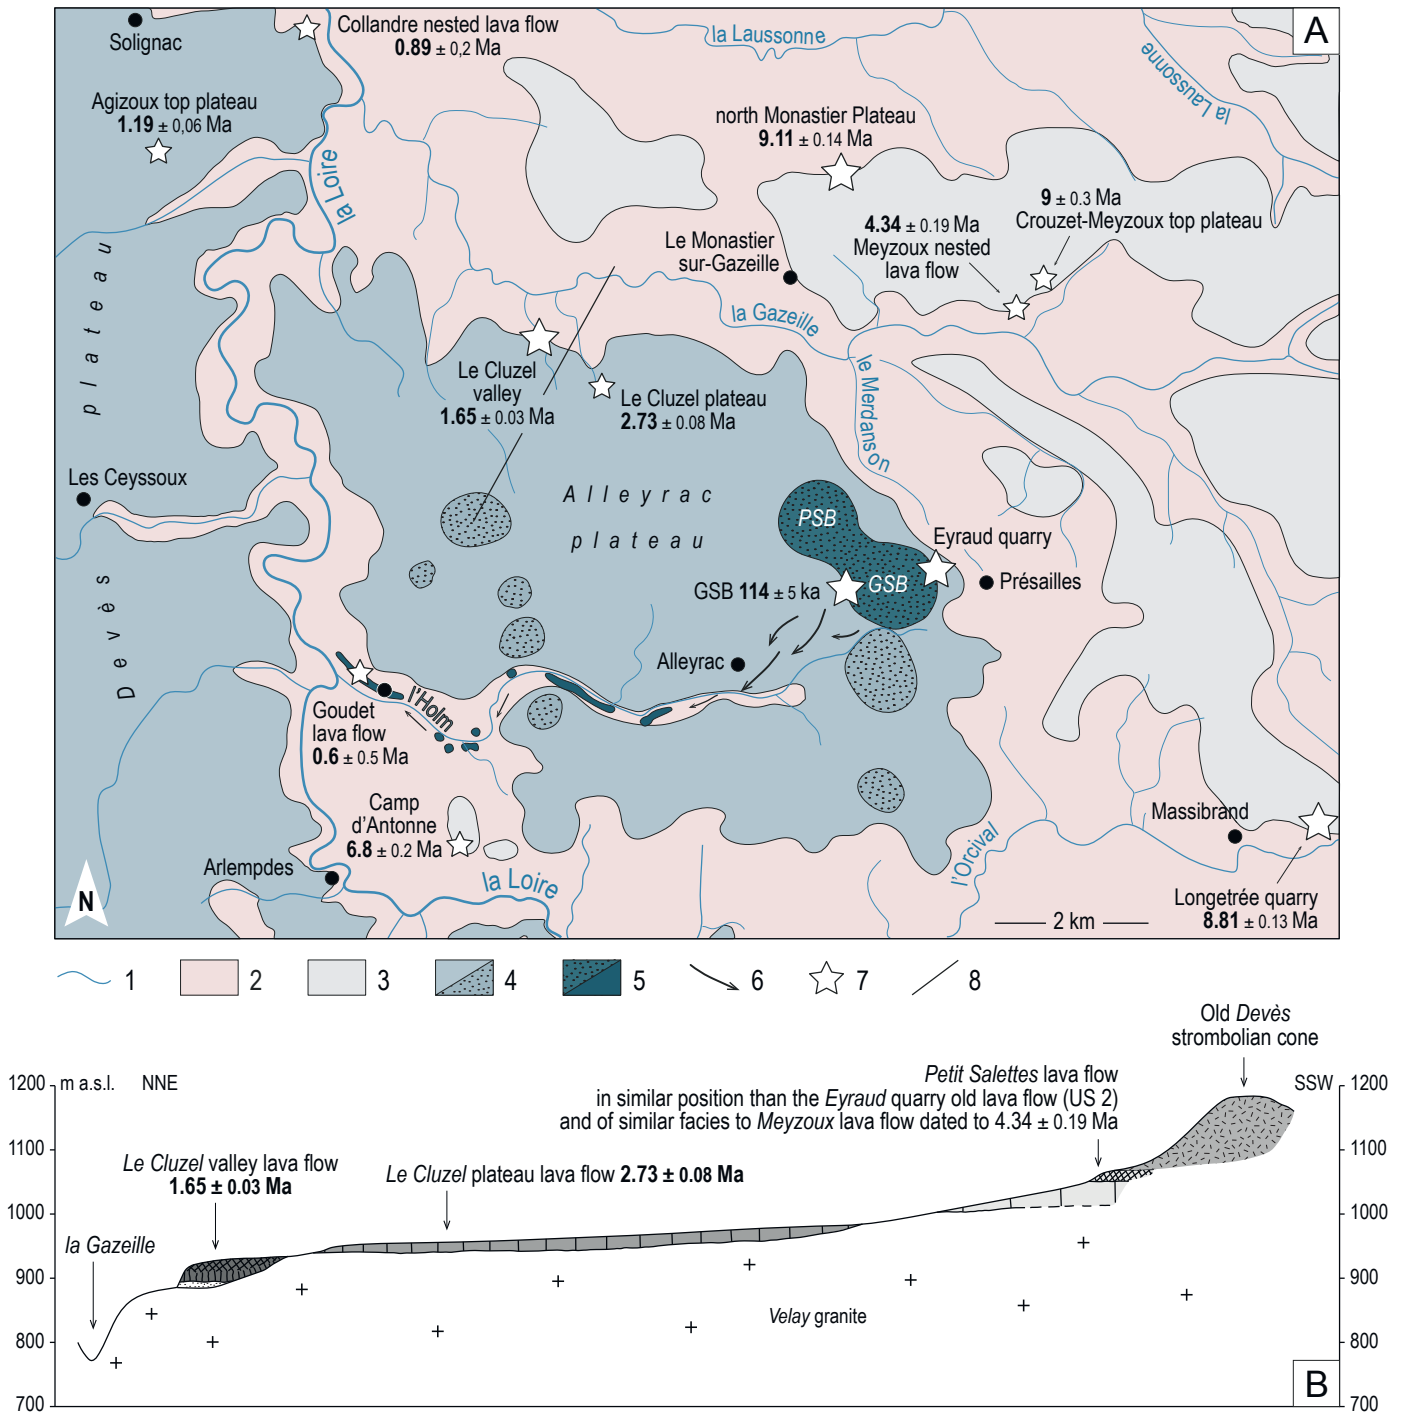 A
Solignac
Collandre nested lava flow
0.89 ± 0,2 Ma
la Laussonne
la Laussonne
Agizoux top plateau
1.19 ± 0,06 Ma
la Loire
north Monastier Plateau
9.11 ± 0.14 Ma
9 ± 0.3 Ma
Crouzet-Meyzoux top plateau
4.34 ± 0.19 Ma
Meyzoux nested
lava flow
Le Monastier
sur-Gazeille
la Gazeille
le Merdanson
Le Cluzel
valley
1.65 ± 0.03 Ma
Le Cluzel plateau
2.73 ± 0.08 Ma
Devès plateau
Les Ceyssoux
Alleyrac
plateau
PSB
GSB
Eyraud quarry
GSB 114 ± 5 ka
Présailles
Alleyrac
l'Holm
Goudet
lava flow
0.6 ± 0.5 Ma
Camp
d'Antonne
6.8 ± 0.2 Ma
Arlempdes
la Loire
l'Orcival
Massibrand
Longetrée quarry
8.81 ± 0.13 Ma
N
2 km
1 2 3 4 5 6 7 8
Old Devès
strombolian cone
1200 m a.s.l. NNE
SSW 1200
Petit Salettes lava flow
in similar position than the Eyraud quarry old lava flow (US 2)
and of similar facies to Meyzoux lava flow dated to 4.34 ± 0.19 Ma
1100 1100
Le Cluzel valley lava flow
1.65 ± 0.03 Ma
Le Cluzel plateau lava flow 2.73 ± 0.08 Ma
1000 1000
la Gazeille
900 900
Velay granite
800 800
B
700 700